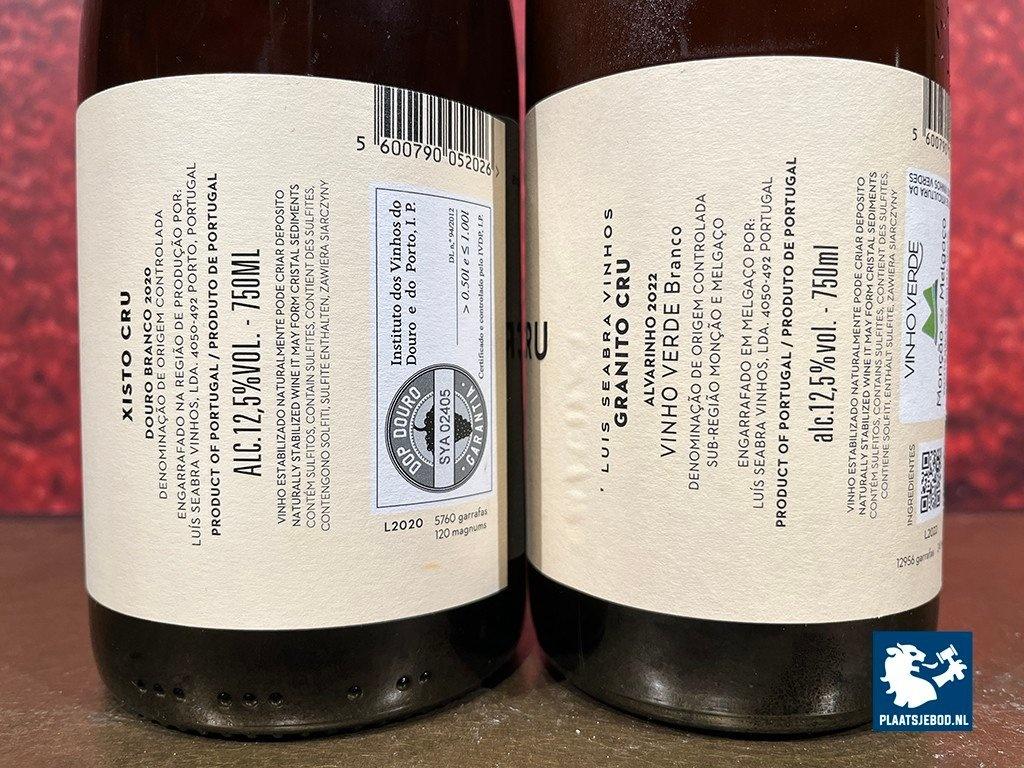 XISTO CRU
DOURO BRANCO 2020
DENOMINAÇÃO DE ORIGEM CONTROLADA
ENGARRAFADO NA REGIÃO DE PRODUÇÃO POR:
LUÍS SEABRA VINHOS, LDA. 4050-492 PORTO, PORTUGAL
PRODUCT OF PORTUGAL / PRODUTO DE PORTUGAL
ALC.12,5%VOL. - 750ML
VINHO ESTABILIZADO NATURALMENTE PODE CRIAR DEPOSITO
NATURALLY STABILIZED WINE IT MAY FORM CRISTAL SEDIMENTS
CONTÉM SULFITOS, CONTAIN SULFITES, CONTIENT DES SULFITES,
CONTENGONO SOLFITI, SULFITE ENTHALTEN, ZAWIERA SIARCZYNY
5 600790 052026 >
Instituto dos Vinhos do
Douro e do Porto, I. P.
DL n.º 94/2012
> 0.50l e ≤ 1.00l
Certificado e controlado pelo IVDP, I.P.
DOP DOURO
SYA 02405
GARANTIA
L2020
5760 garrafas
120 magnums
CRU
LUIS SEABRA VINHOS
GRANITO CRU
ALVARINHO 2022
VINHO VERDE Branco
DENOMINAÇÃO DE ORIGEM CONTROLADA
SUB-REGIÃO MONÇÃO E MELGAÇO
ENGARRAFADO EM MELGAÇO POR:
LUÍS SEABRA VINHOS, LDA. 4050-492 PORTUGAL
PRODUCT OF PORTUGAL / PRODUTO DE PORTUGAL
alc.12,5%vol. - 750ml
VINHO ESTABILIZADO NATURALMENTE PODE CRIAR DEPOSITO
NATURALLY STABILIZED WINE IT MAY FORM CRISTAL SEDIMENTS
CONTÉM SULFITOS, CONTAINS SULFITES, CONTIENT DES SULFITES,
CONTIENE SOLFITI, ENTHÄLT SULFITE, ZAWIERA SIARCZYNY
5 600790
VINHOS VERDES
VINHO VERDE
Monção e Melgaço
INGREDIENTES
L2022
12956 garrafas
PLAATSJEBOD.NL